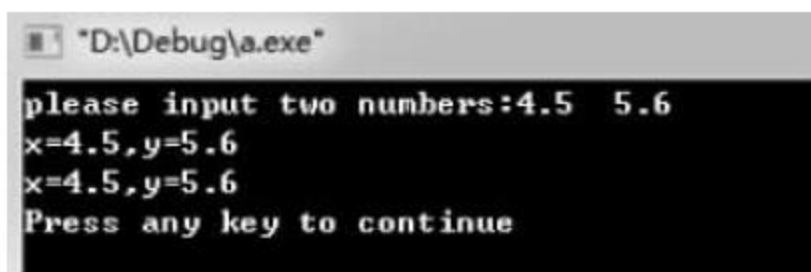 "D:\Debug\a.exe"
please input two numbers:4.5  5.6
x=4.5,y=5.6
x=4.5,y=5.6
Press any key to continue